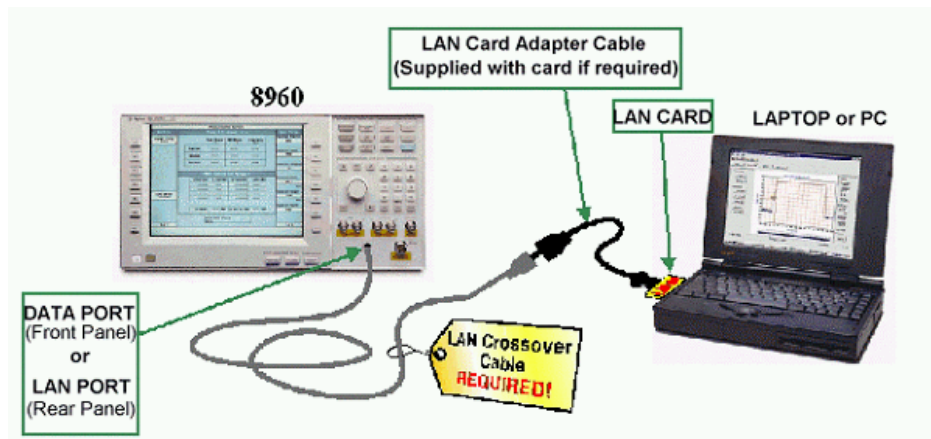 LAN Card Adapter Cable
(Supplied with card if required)
8960
LAN CARD
LAPTOP or PC
DATA PORT
(Front Panel)
or
LAN PORT
(Rear Panel)
LAN Crossover
Cable
REQUIRED!